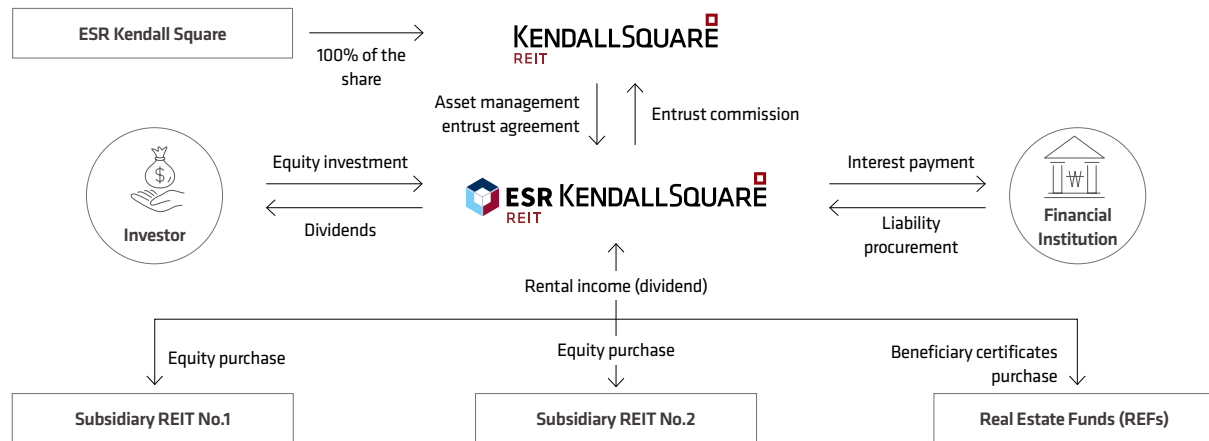 ESR Kendall Square
100% of the
share
KENDALLSQUARE
REIT
Asset management
entrust agreement
Entrust commission
$
Investor
Equity investment
Dividends
ESR KENDALLSQUARE
REIT
Interest payment
Liability
procurement
₩
Financial
Institution
Rental income (dividend)
Equity purchase
Equity purchase
Beneficiary certificates
purchase
Subsidiary REIT No.1
Subsidiary REIT No.2
Real Estate Funds (REFs)